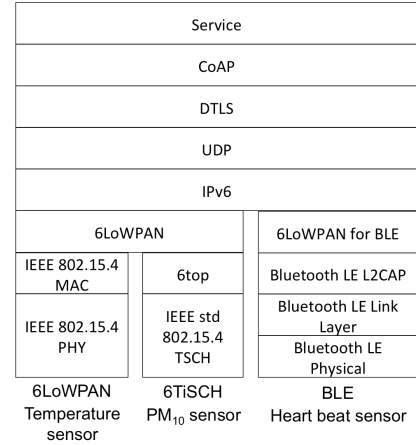 Service
CoAP
DTLS
UDP
IPv6
6LoWPAN
6LoWPAN for BLE
IEEE 802.15.4
MAC
6top
Bluetooth LE L2CAP
IEEE 802.15.4
PHY
IEEE std
802.15.4
TSCH
Bluetooth LE Link
Layer
Bluetooth LE
Physical
6LoWPAN
Temperature
sensor
6TiSCH
PM10 sensor
BLE
Heart beat sensor